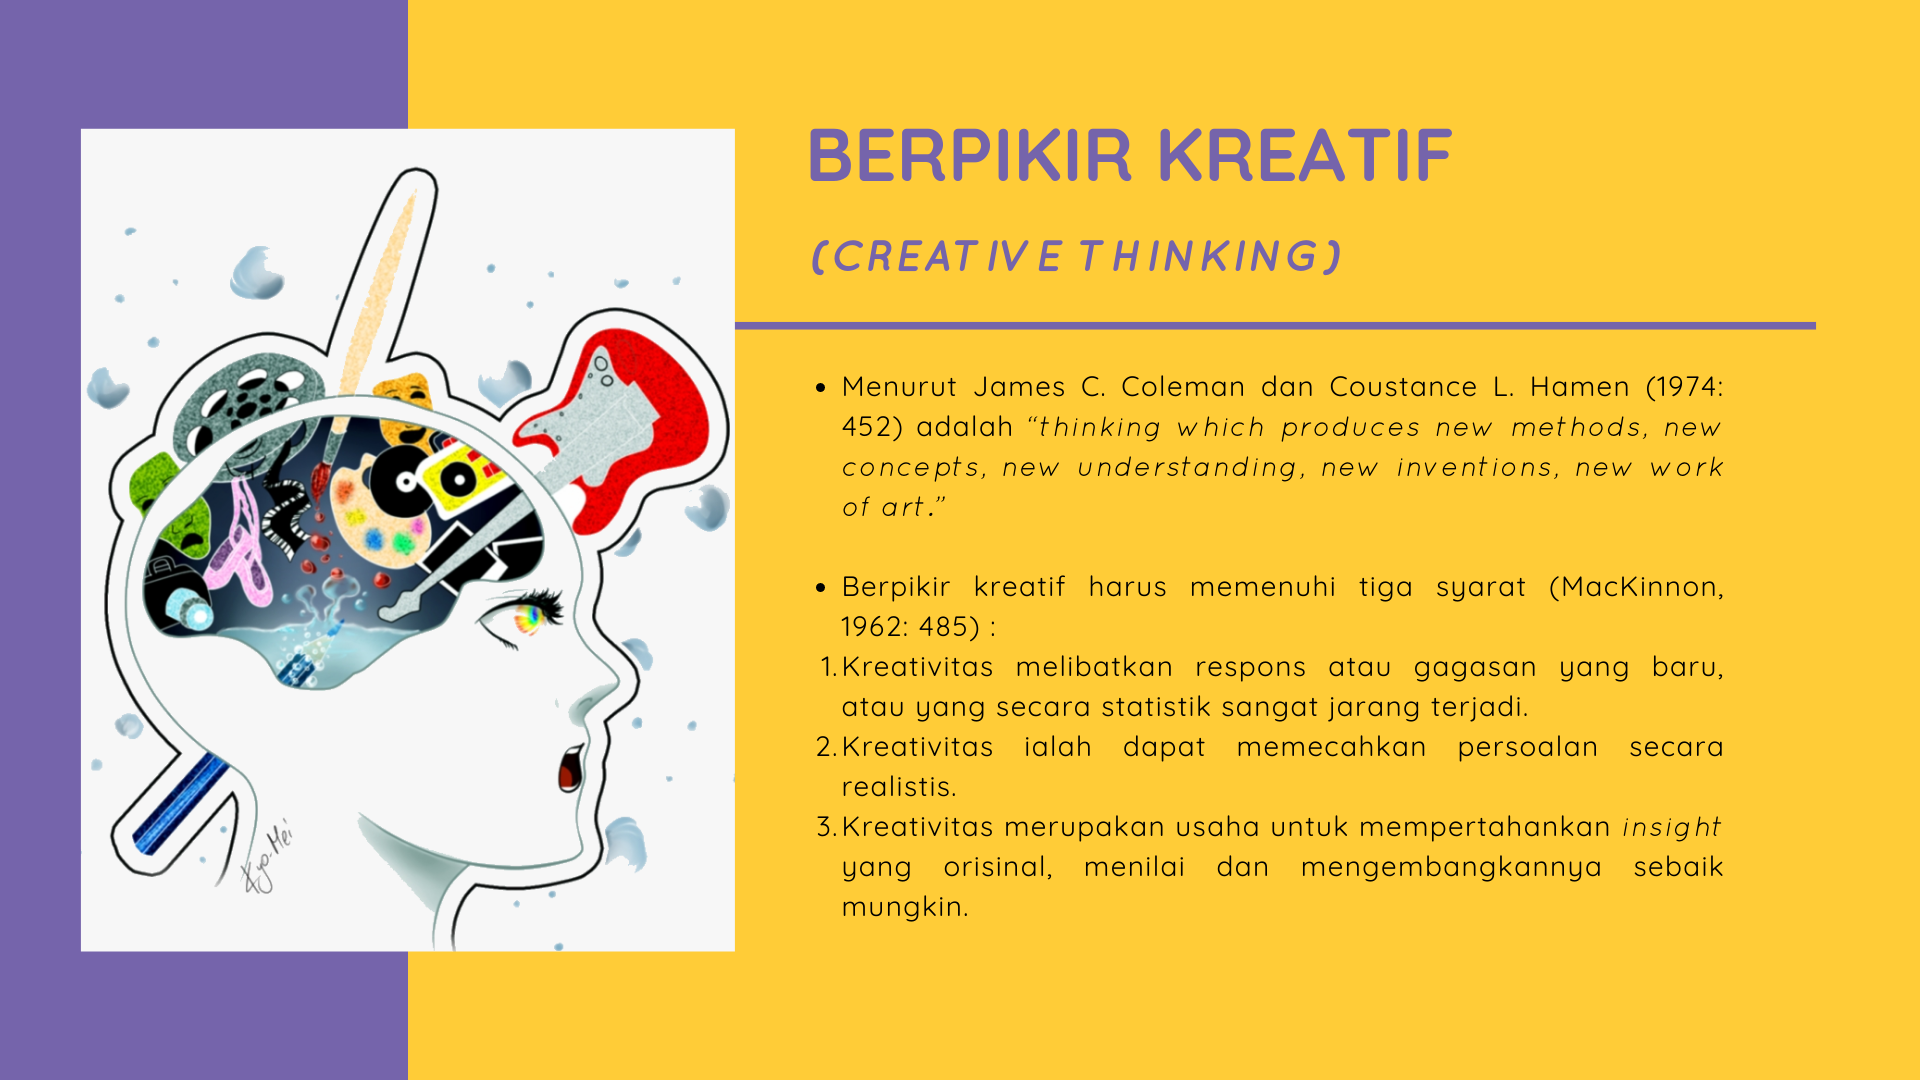 BERPIKIR KREATIF
(CREATIVE THINKING)
• Menurut James C. Coleman dan Coustance L. Hamen (1974:
452) adalah “thinking which produces new methods, new
concepts, new understanding, new inventions, new work
of art.”
• Berpikir kreatif harus memenuhi tiga syarat (MacKinnon,
1962: 485) :
1. Kreativitas melibatkan respons atau gagasan yang baru,
atau yang secara statistik sangat jarang terjadi.
2. Kreativitas ialah dapat memecahkan persoalan secara
realistis.
3. Kreativitas merupakan usaha untuk mempertahankan insight
yang orisinal, menilai dan mengembangkannya sebaik
mungkin.
Kyo-Mei